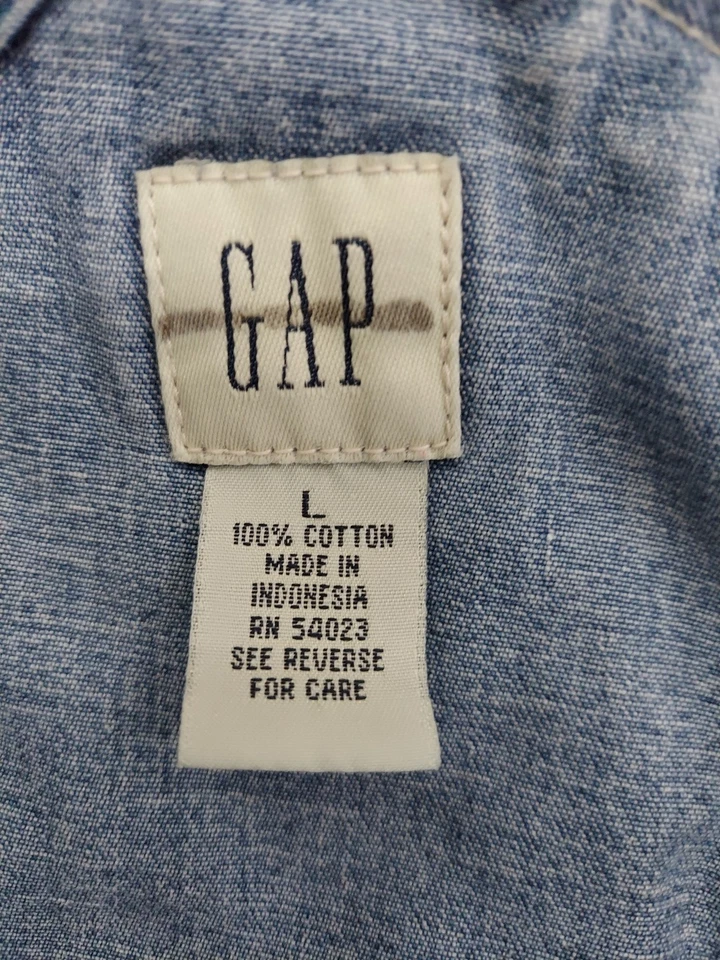 GAP
L
100% COTTON
MADE IN
INDONESIA
RN 54023
SEE REVERSE
FOR CARE